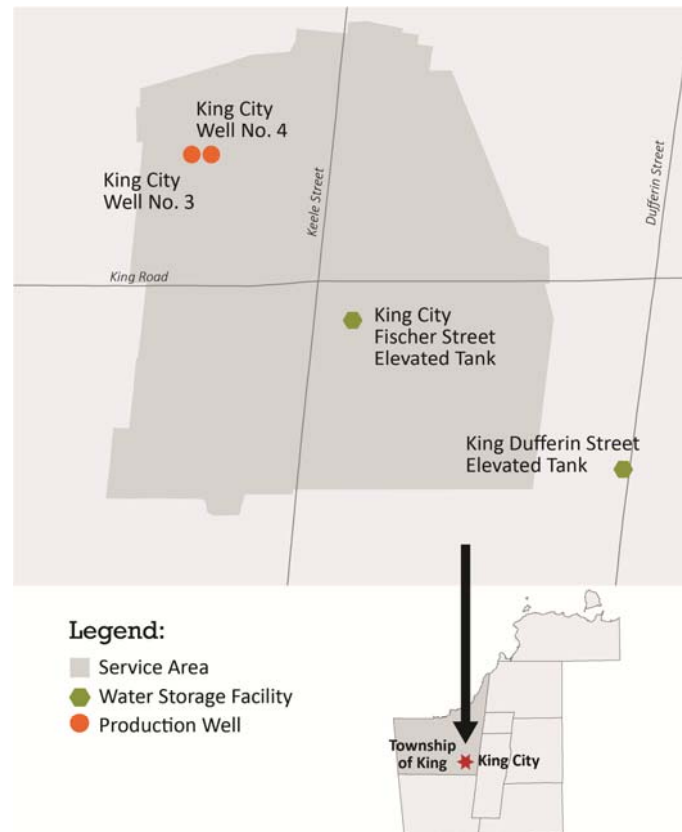 King City
Well No. 4
King City
Well No. 3
Keele Street
Dufferin Street
King Road
King City
Fischer Street
Elevated Tank
King Dufferin Street
Elevated Tank
Legend:
Service Area
Water Storage Facility
Production Well
Township
of King
King City